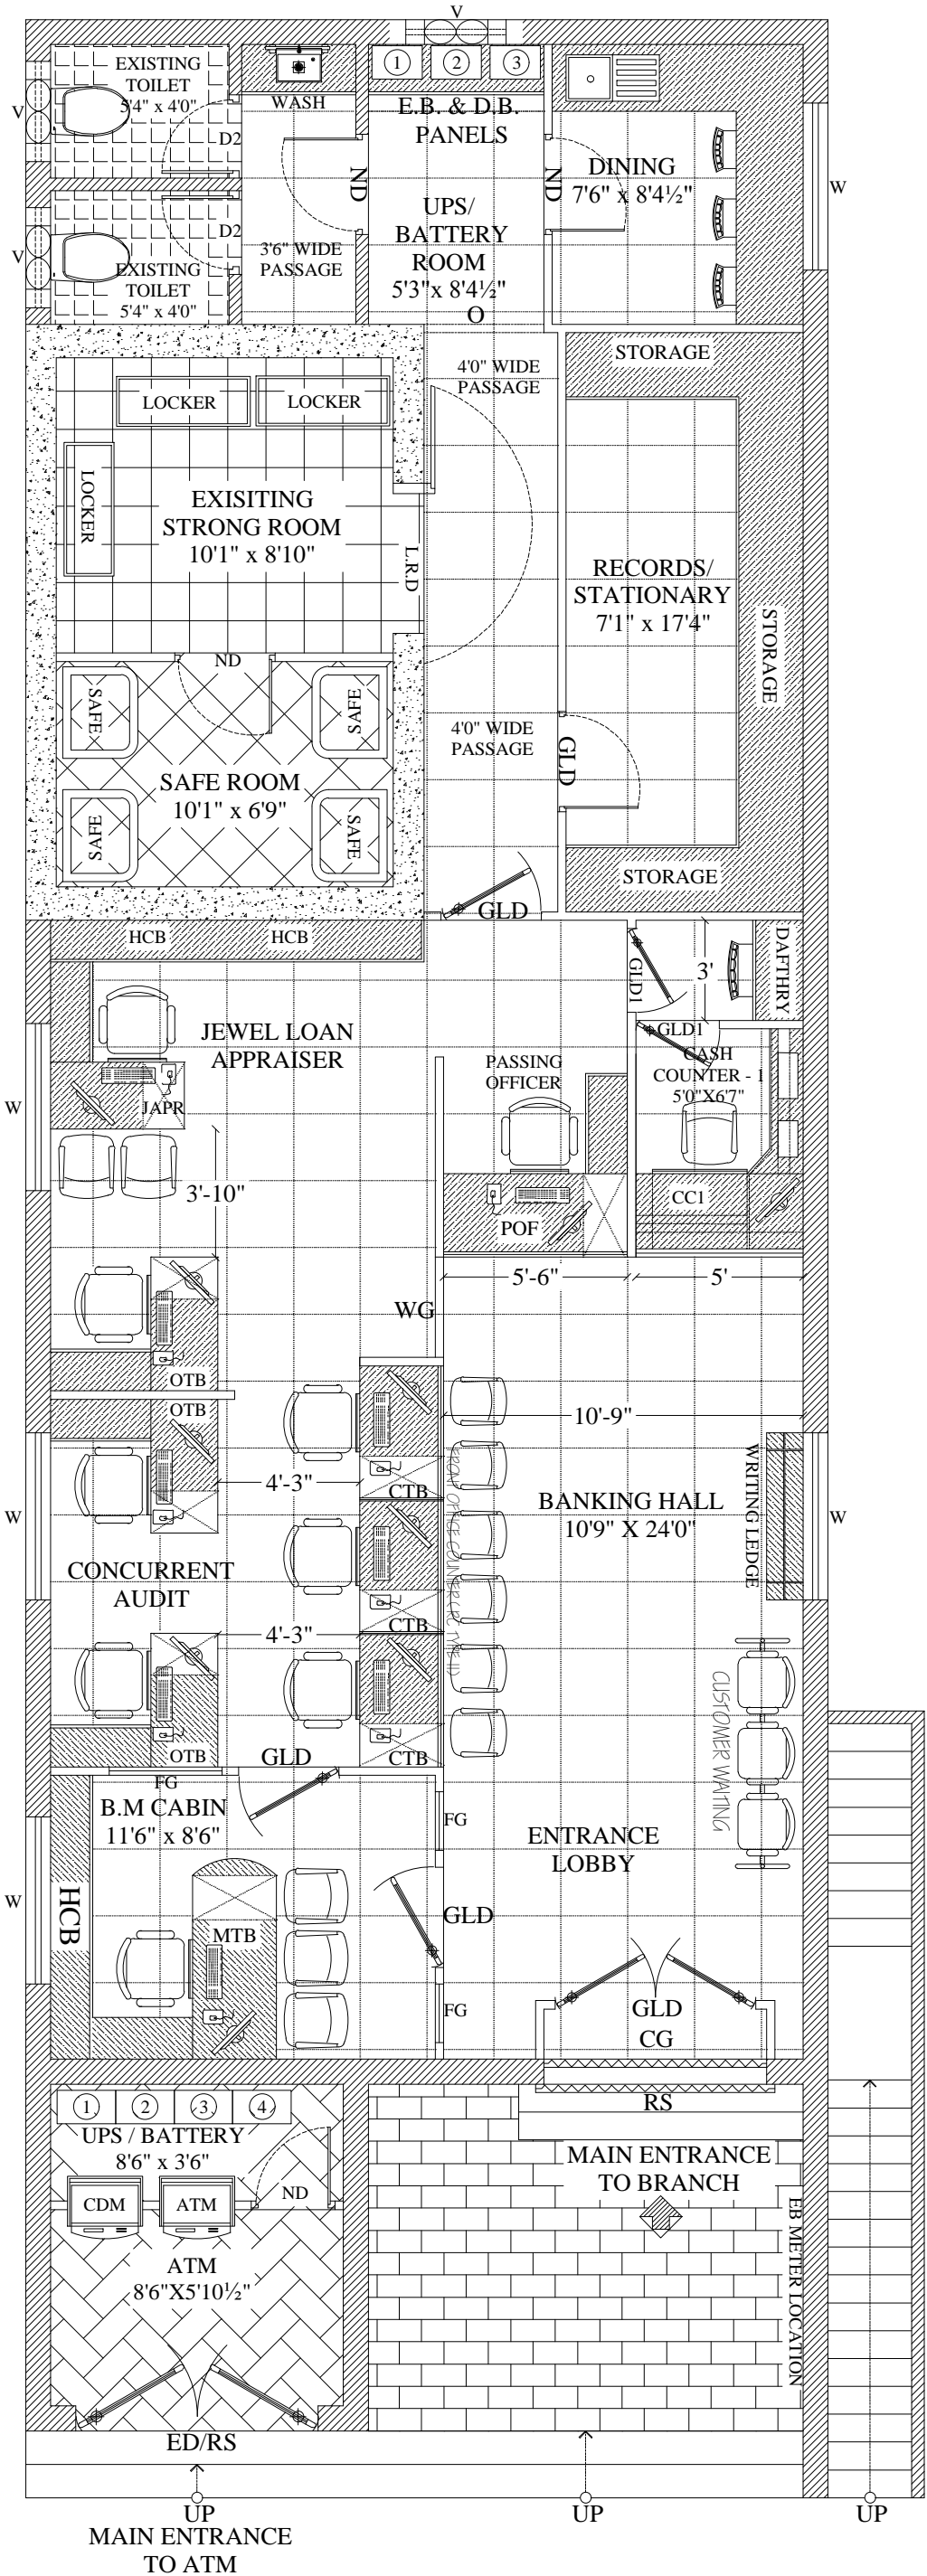 V
EXISTING
TOILET
5'4" x 4'0"
D2
WASH
1
2
3
E.B. & D.B.
PANELS
V
ND
ND
DINING
7'6" x 8'4½"
W
UPS/
BATTERY
ROOM
5'3"x 8'4½"
O
D2
3'6" WIDE
PASSAGE
V
EXISTING
TOILET
5'4" x 4'0"
4'0" WIDE
PASSAGE
STORAGE
LOCKER
LOCKER
LOCKER
EXISITING
STRONG ROOM
10'1" x 8'10"
L.R.D
RECORDS/
STATIONARY
7'1" x 17'4"
STORAGE
ND
SAFE
SAFE
4'0" WIDE
PASSAGE
GLD
SAFE ROOM
10'1" x 6'9"
SAFE
SAFE
STORAGE
GLD
HCB
HCB
GLD1
3'
DAFTHRY
JEWEL LOAN
APPRAISER
GLD1
CASH
COUNTER - 1
5'0"X6'7"
PASSING
OFFICER
W
JAPR
3'-10"
POF
CC1
5'-6"
5'
WG
OTB
OTB
10'-9"
4'-3"
CTB
FRONT OFFICE COUNTER ( R.C. TYPE II)
BANKING HALL
10'9" X 24'0"
WRITING LEDGE
W
W
CONCURRENT
AUDIT
CTB
4'-3"
CUSTOMER WAITING
OTB
GLD
CTB
FG
B.M CABIN
11'6" x 8'6"
FG
ENTRANCE
LOBBY
W
HCB
MTB
GLD
FG
GLD
CG
RS
1
2
3
4
UPS / BATTERY
8'6" x 3'6"
MAIN ENTRANCE
TO BRANCH
CDM
ATM
ND
EB METER LOCATION
ATM
8'6"X5'10½"
ED/RS
UP
UP
UP
MAIN ENTRANCE
TO ATM